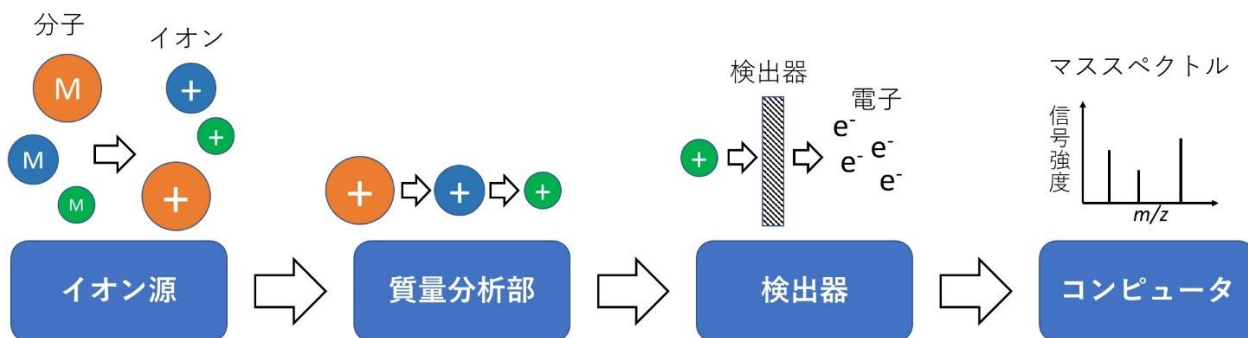 分子
イオン
M
+
M
+
M
+
イオン源
+
+
+
質量分析部
検出器
電子
+
e-
e-
e-
e-
検出器
マススペクトル
信号強度
m/z
コンピュータ